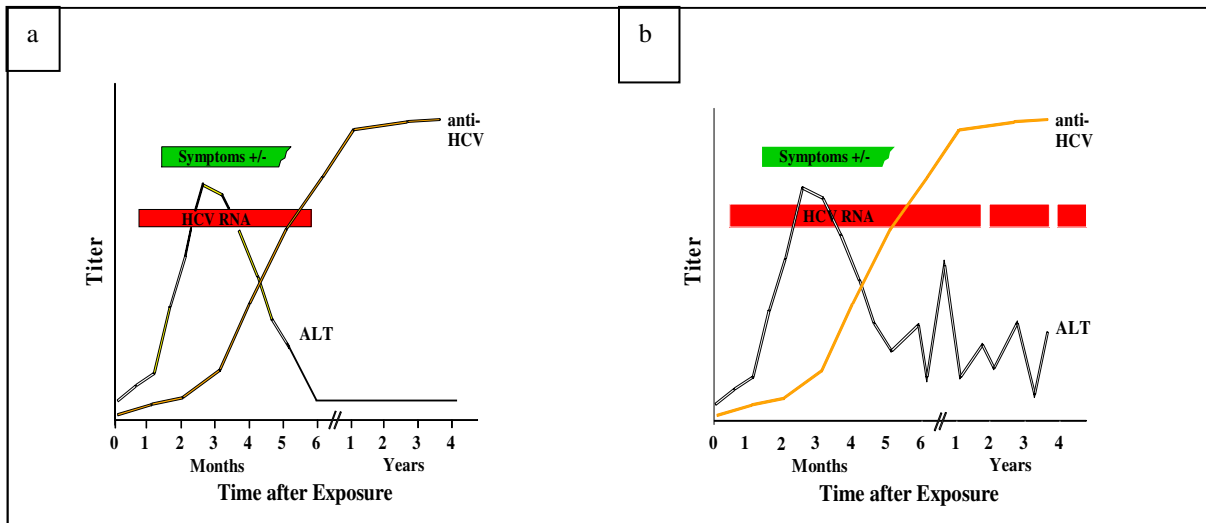 a
anti-
HCV
Symptoms +/-
HCV RNA
Titer
ALT
0 1 2 3 4 5 6 1 2 3 4
Months Years
Time after Exposure
b
anti-
HCV
Symptoms +/-
HCV RNA
Titer
ALT
0 1 2 3 4 5 6 1 2 3 4
Months Years
Time after Exposure